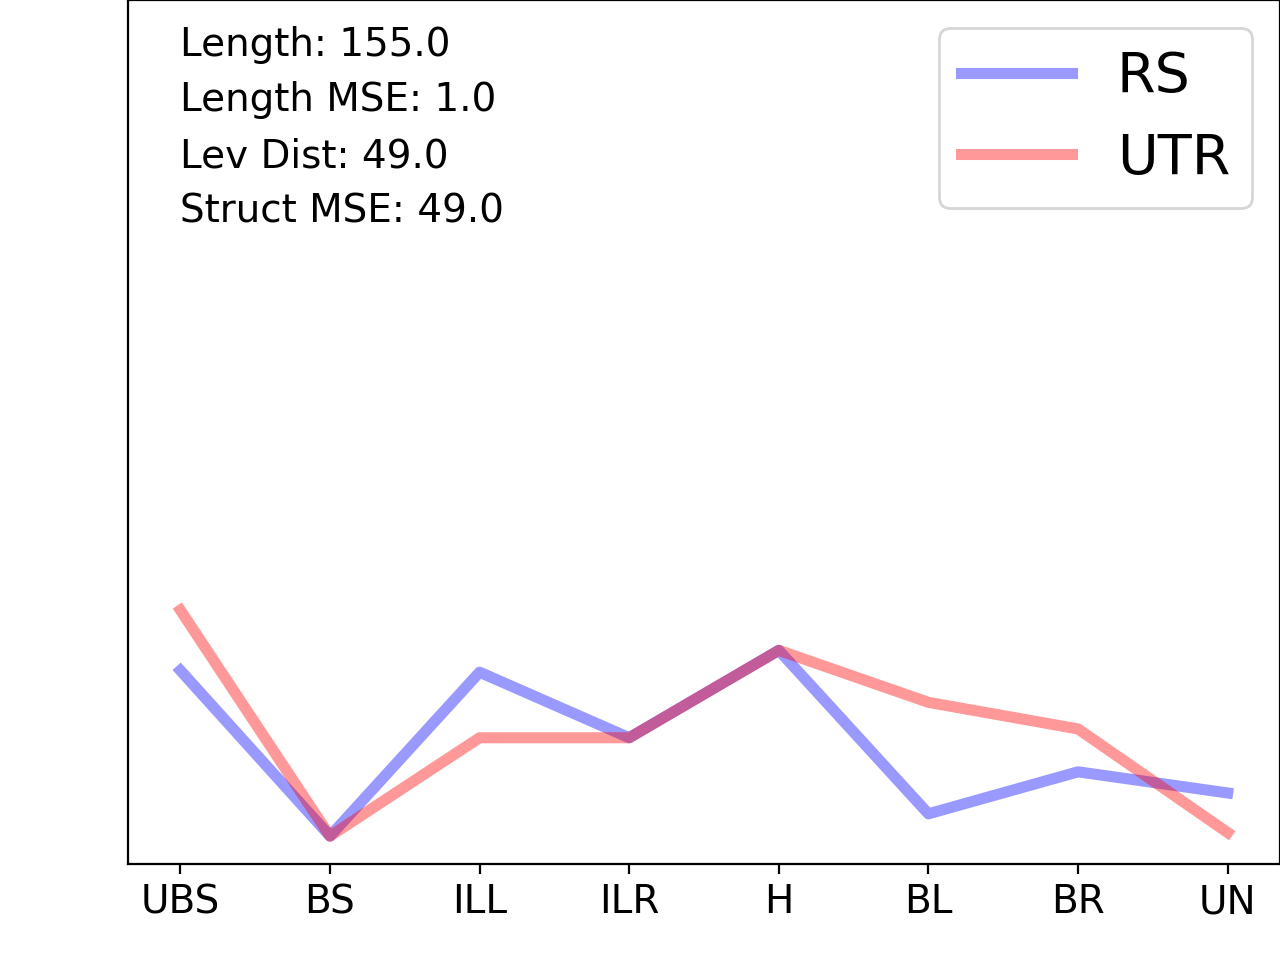 Length: 155.0
Length MSE: 1.0
Lev Dist: 49.0
Struct MSE: 49.0
RS
UTR
UBS BS ILL ILR H BL BR UN